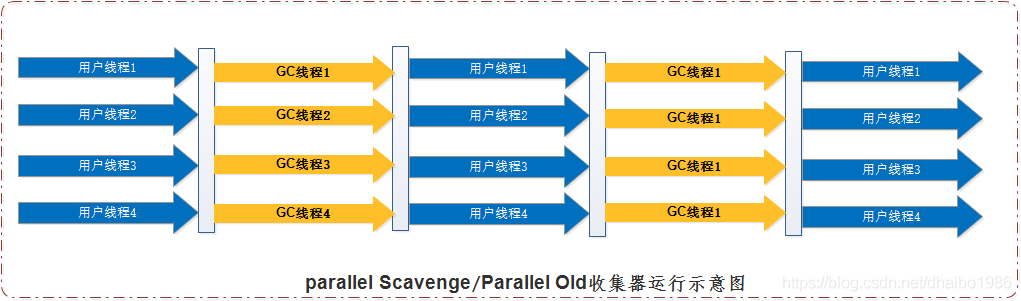 用户线程1 GC线程1 用户线程1 GC线程1 用户线程1
用户线程2 GC线程2 用户线程2 GC线程1 用户线程2
用户线程3 GC线程3 用户线程3 GC线程1 用户线程3
用户线程4 GC线程4 用户线程4 GC线程1 用户线程4
parallel Scavenge/Parallel Old收集器运行示意图
https://blog.csdn.net/dhaibo1986